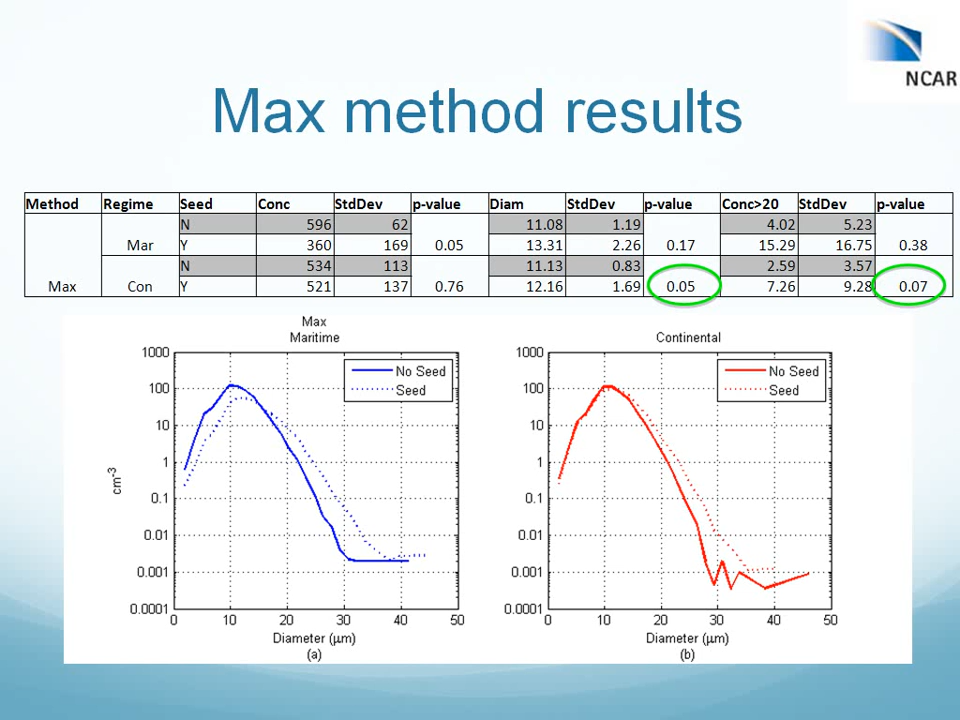 NCAR
Max method results
Method Regime Seed Conc StdDev p-value Diam StdDev p-value Conc>20 StdDev p-value
N 596 62 11.08 1.19 4.02 5.23
Mar Y 360 169 0.05 13.31 2.26 0.17 15.29 16.75 0.38
N 534 113 11.13 0.83 2.59 3.57
Max Con Y 521 137 0.76 12.16 1.69 0.05 7.26 9.28 0.07
Max
Maritime
1000
100
10
1
0.1
0.01
0.001
0.0001
cm-3
No Seed
Seed
0 10 20 30 40 50
Diameter (μm)
(a)
Continental
1000
100
10
1
0.1
0.01
0.001
0.0001
No Seed
Seed
0 10 20 30 40 50
Diameter (μm)
(b)